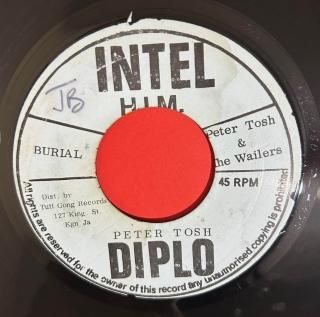 INTEL
H.I.M.
JB
BURIAL
Peter Tosh
&
The Wailers
Dist. by
Tuff Gong Records
127 King St.
Kgn Ja
45 RPM
PETER TOSH
DIPLO
All rights are reserved for the owner of this record any unauthorised copying is prohibited